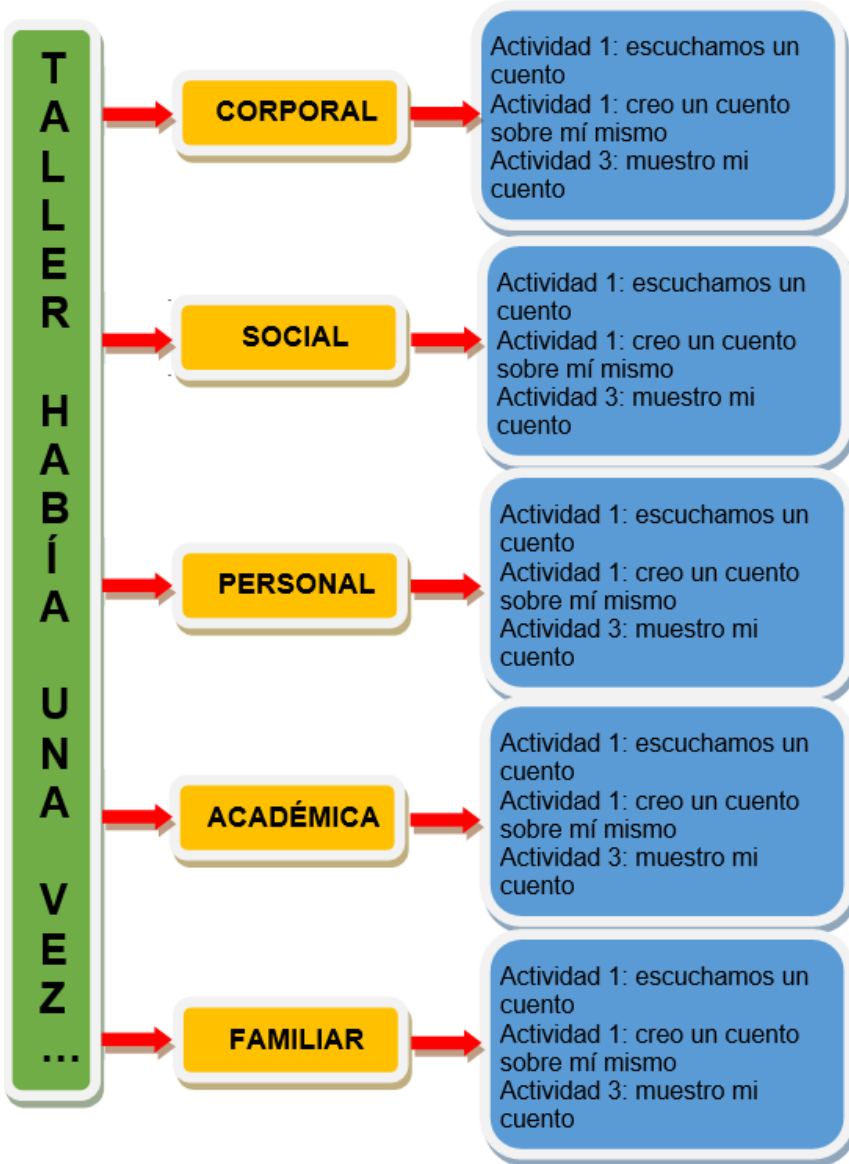 TALLER HABÍA UNA VEZ ...
CORPORAL
Actividad 1: escuchamos un
cuento
Actividad 1: creo un cuento
sobre mí mismo
Actividad 3: muestro mi
cuento
SOCIAL
Actividad 1: escuchamos un
cuento
Actividad 1: creo un cuento
sobre mí mismo
Actividad 3: muestro mi
cuento
PERSONAL
Actividad 1: escuchamos un
cuento
Actividad 1: creo un cuento
sobre mí mismo
Actividad 3: muestro mi
cuento
ACADÉMICA
Actividad 1: escuchamos un
cuento
Actividad 1: creo un cuento
sobre mí mismo
Actividad 3: muestro mi
cuento
FAMILIAR
Actividad 1: escuchamos un
cuento
Actividad 1: creo un cuento
sobre mí mismo
Actividad 3: muestro mi
cuento